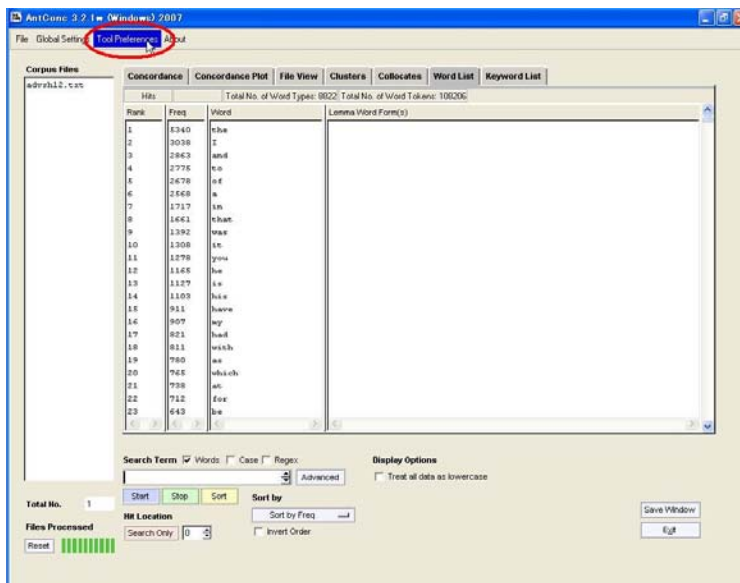 AntConc 3.2.1w (Windows) 2007
File Global Settings Tool Preferences About
Corpus Files
advshl2.txt
Concordance Concordance Plot File View Clusters Collocates Word List Keyword List
Hits Total No. of Word Types: 8822 Total No. of Word Tokens: 108206
Rank Freq Word Lemma Word Form(s)
1 5340 the
2 3038 I
3 2863 and
4 2775 to
5 2678 of
6 2568 a
7 1717 in
8 1661 that
9 1392 was
10 1308 it
11 1278 you
12 1165 he
13 1127 is
14 1103 his
15 911 have
16 907 my
17 821 had
18 811 with
19 780 as
20 765 which
21 738 at
22 712 for
23 643 be
Search Term Words Case Regex Display Options
Advanced Treat all data as lowercase
Start Stop Sort Sort by
Total No. 1
Hit Location Sort by Freq Save Window
Files Processed Search Only 0 Invert Order Exit
Reset